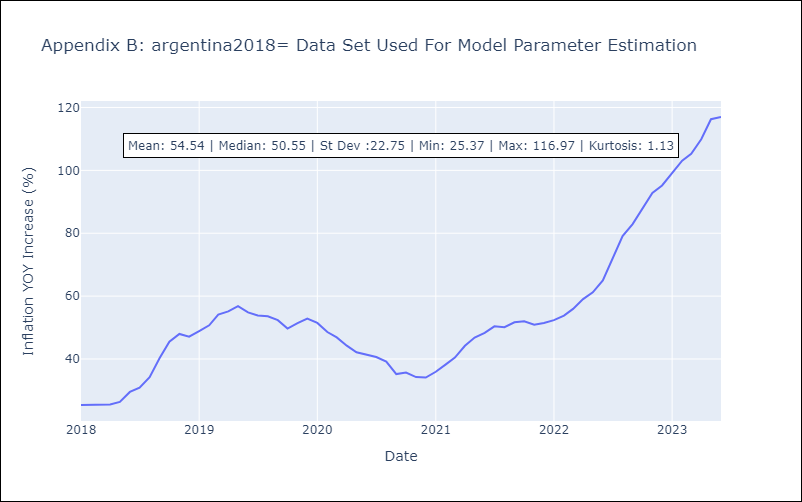 Appendix B: argentina2018= Data Set Used For Model Parameter Estimation
120
Mean: 54.54 | Median: 50.55 | St Dev :22.75 | Min: 25.37 | Max: 116.97 | Kurtosis: 1.13
100
80
60
40
Inflation YOY Increase (%)
2018 2019 2020 2021 2022 2023
Date